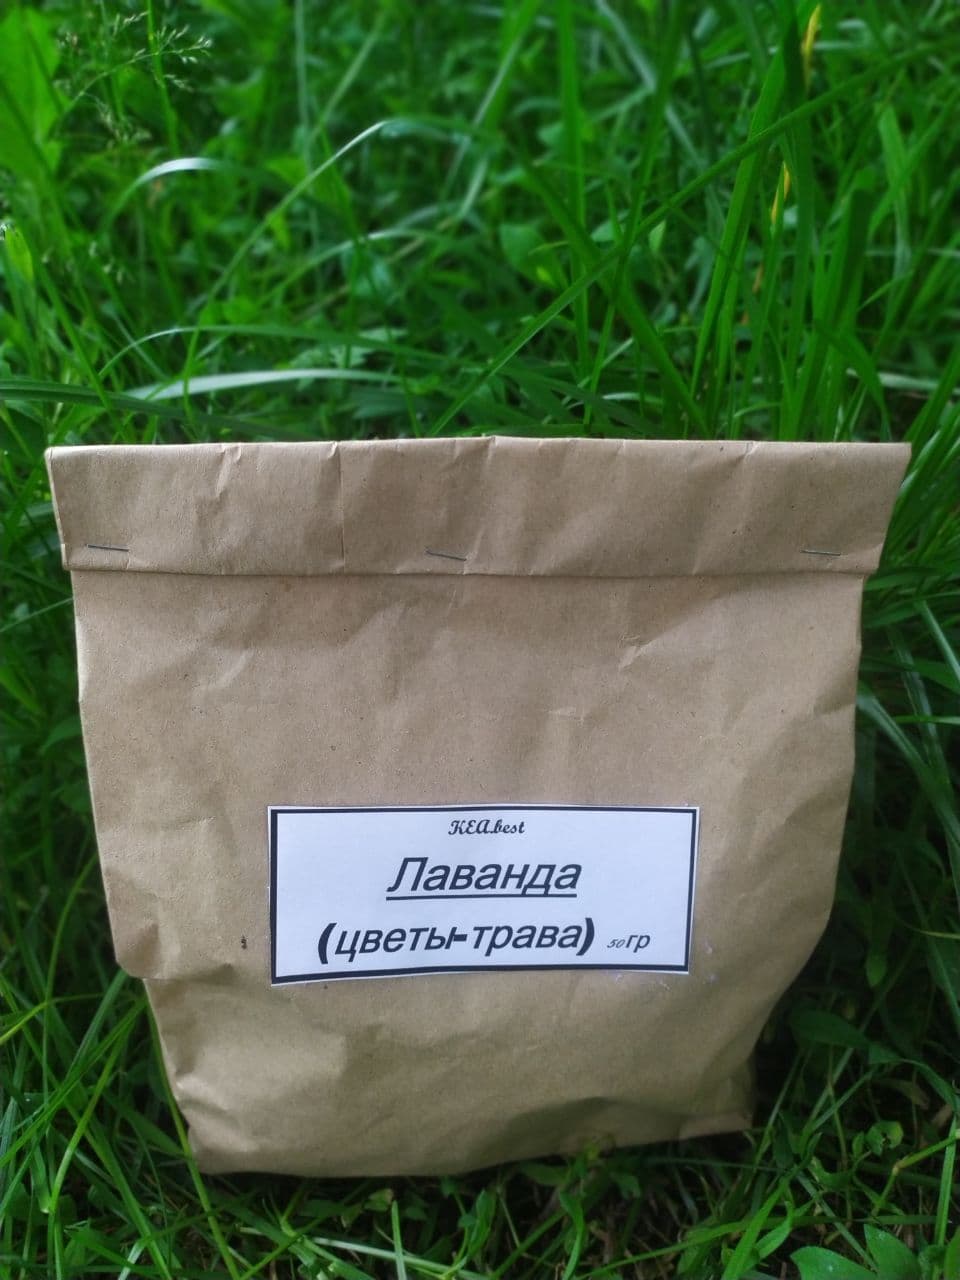 KEA.best
Лаванда
(цветы-трава) 50гр